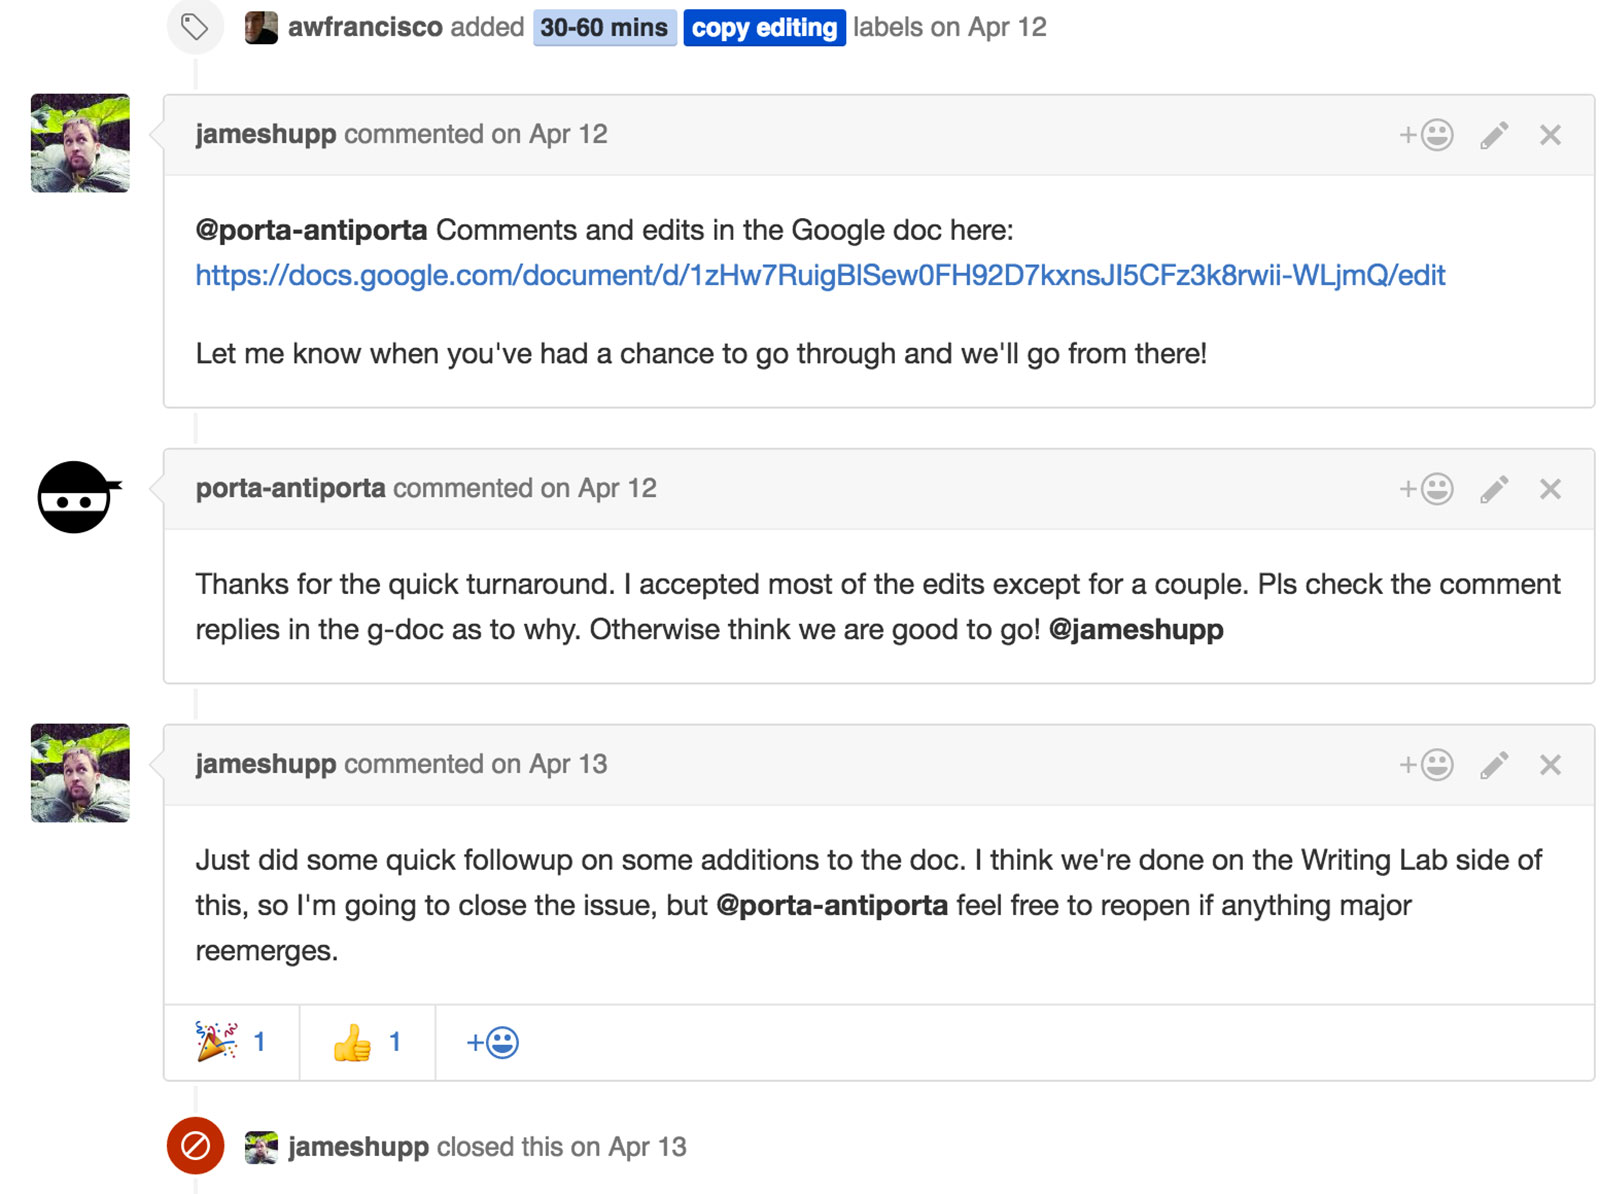 awfrancisco added 30-60 mins copy editing labels on Apr 12
jameshupp commented on Apr 12
@porta-antiporta Comments and edits in the Google doc here:
https://docs.google.com/document/d/1zHw7RuigBlSew0FH92D7kxnsJI5CFz3k8rwii-WLjmQ/edit
Let me know when you've had a chance to go through and we'll go from there!
porta-antiporta commented on Apr 12
Thanks for the quick turnaround. I accepted most of the edits except for a couple. Pls check the comment
replies in the g-doc as to why. Otherwise think we are good to go! @jameshupp
jameshupp commented on Apr 13
Just did some quick followup on some additions to the doc. I think we're done on the Writing Lab side of
this, so I'm going to close the issue, but @porta-antiporta feel free to reopen if anything major
reemerges.
1 1
jameshupp closed this on Apr 13